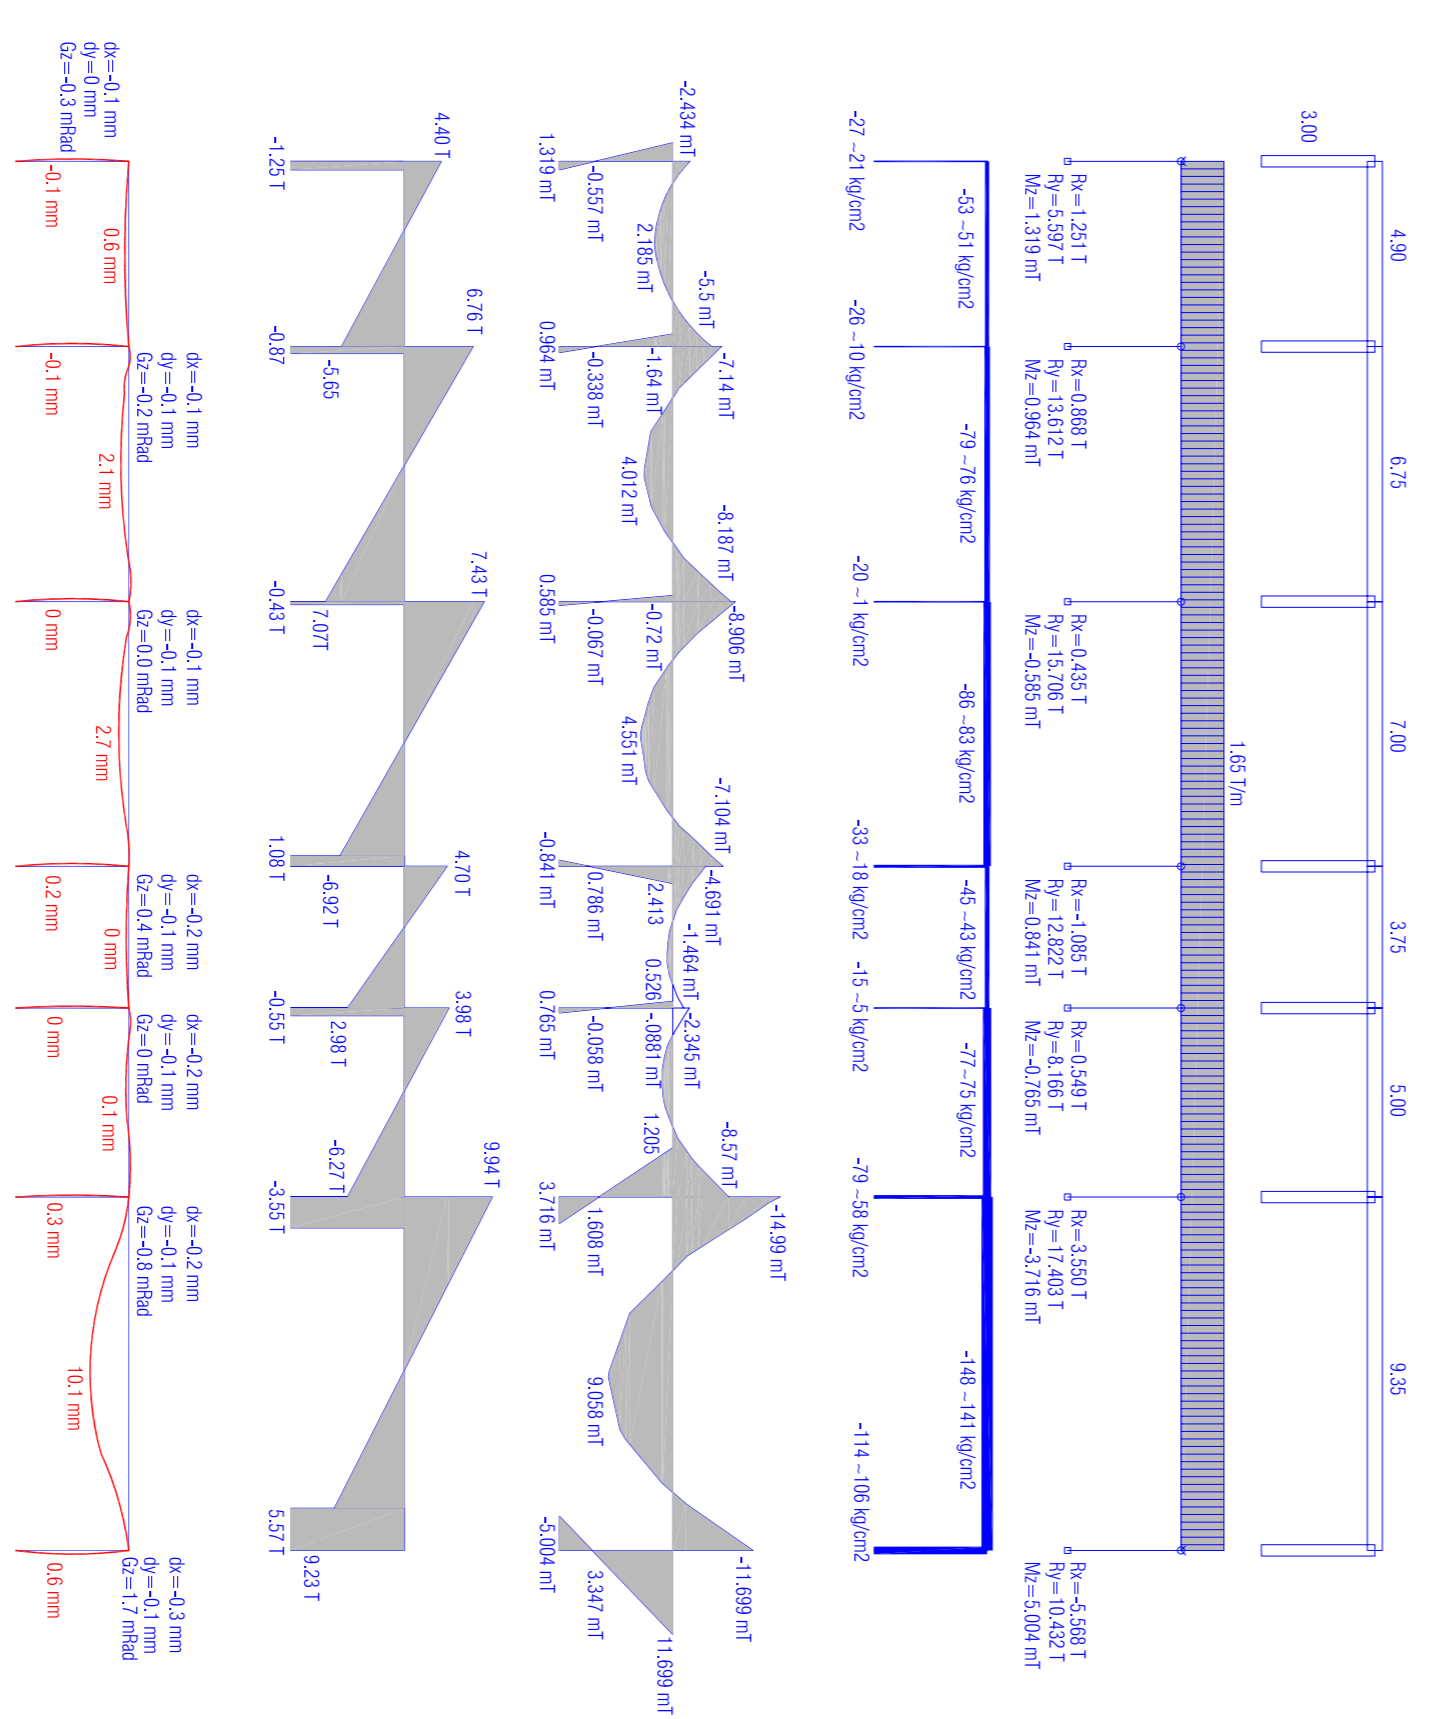 3.00
4.90
6.75
7.00
3.75
5.00
9.35
1.65 T/m
Rx=1.251 T
Ry=5.597 T
Mz=1.319 mT
Rx=0.868 T
Ry=13.612 T
Mz=0.964 mT
Rx=0.435 T
Ry=15.706 T
Mz=-0.585 mT
Rx=-1.085 T
Ry=12.822 T
Mz=0.841 mT
Rx=0.549 T
Ry=8.166 T
Mz=-0.765 mT
Rx=3.550 T
Ry=17.403 T
Mz=-3.716 mT
Rx=-5.568 T
Ry=10.432 T
Mz=5.004 mT
-53 ~51 kg/cm2
-79 ~76 kg/cm2
-86 ~83 kg/cm2
-45 ~43 kg/cm2
-77~75 kg/cm2
-148 ~141 kg/cm2
-27 ~21 kg/cm2
-26 ~10 kg/cm2
-20 ~1 kg/cm2
-33 ~18 kg/cm2
-15 ~5 kg/cm2
-79 ~58 kg/cm2
-114 ~106 kg/cm2
-2.434 mT
-5.5 mT
-7.14 mT
-8.187 mT
-8.906 mT
-7.104 mT
-4.691 mT
-1.464 mT
-2.345 mT
-8.57 mT
-14.99 mT
-11.699 mT
2.185 mT
-1.64 mT
4.012 mT
-0.72 mT
4.551 mT
2.413
0.526
-.0881 mT
1.205
9.058 mT
11.699 mT
-0.557 mT
-0.338 mT
-0.067 mT
0.786 mT
-0.058 mT
1.608 mT
3.347 mT
1.319 mT
0.964 mT
0.585 mT
-0.841 mT
0.765 mT
3.716 mT
-5.004 mT
4.40 T
6.76 T
7.43 T
4.70 T
3.98 T
9.94 T
-5.65
7.07T
-6.92 T
2.98 T
-6.27 T
9.23 T
-1.25 T
-0.87
-0.43 T
1.08 T
-0.55 T
-3.55 T
5.57 T
dx=-0.1 mm
dy=0 mm
Gz=-0.3 mRad
dx=-0.1 mm
dy=-0.1 mm
Gz=-0.2 mRad
dx=-0.1 mm
dy=-0.1 mm
Gz=0.0 mRad
dx=-0.2 mm
dy=-0.1 mm
Gz=0.4 mRad
dx=-0.2 mm
dy=-0.1 mm
Gz=0 mRad
dx=-0.2 mm
dy=-0.1 mm
Gz=-0.8 mRad
dx=-0.3 mm
dy=-0.1 mm
Gz=1.7 mRad
0.6 mm
2.1 mm
2.7 mm
0 mm
0.1 mm
10.1 mm
-0.1 mm
-0.1 mm
0 mm
0.2 mm
0 mm
0.3 mm
0.6 mm